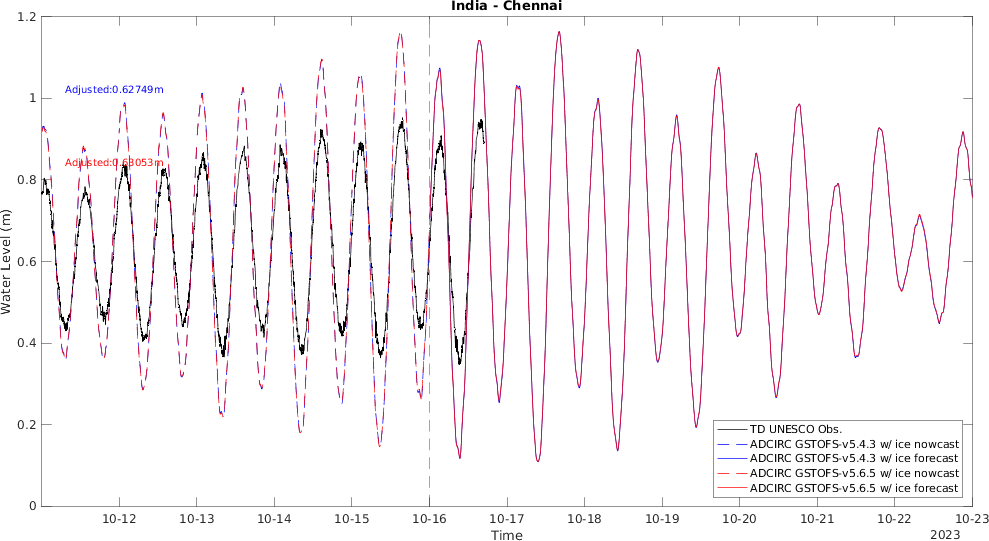 India - Chennai
1.2
1
0.8
0.6
0.4
0.2
0
Water Level (m)
Adjusted:0.62749m
Adjusted:0.63053m
TD UNESCO Obs.
ADCIRC GSTOFS-v5.4.3 w/ ice nowcast
ADCIRC GSTOFS-v5.4.3 w/ ice forecast
ADCIRC GSTOFS-v5.6.5 w/ ice nowcast
ADCIRC GSTOFS-v5.6.5 w/ ice forecast
10-12 10-13 10-14 10-15 10-16 10-17 10-18 10-19 10-20 10-21 10-22 10-23
Time
2023